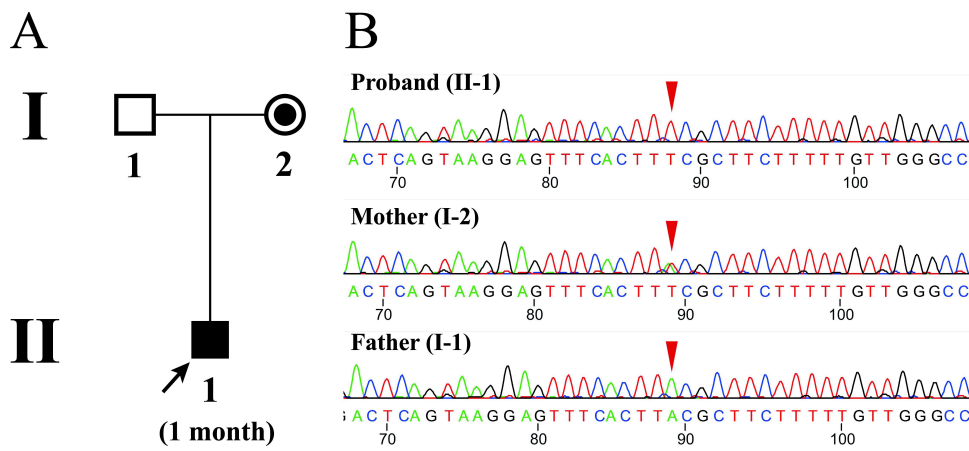 A
B
I
1
2
II
1
(1 month)
Proband (II-1)
ACTCAGTAAGGAGTTTCACTTTCGCTTCTTTTTGTTGGGCC
70 80 90 100
Mother (I-2)
ACTCAGTAAGGAGTTTCACTTTCGCTTCTTTTTGTTGGGCC
70 80 90 100
Father (I-1)
GACTCAGTAAGGAGTTTCACTTACGCTTCTTTTTGTTGGGCC
70 80 90 100